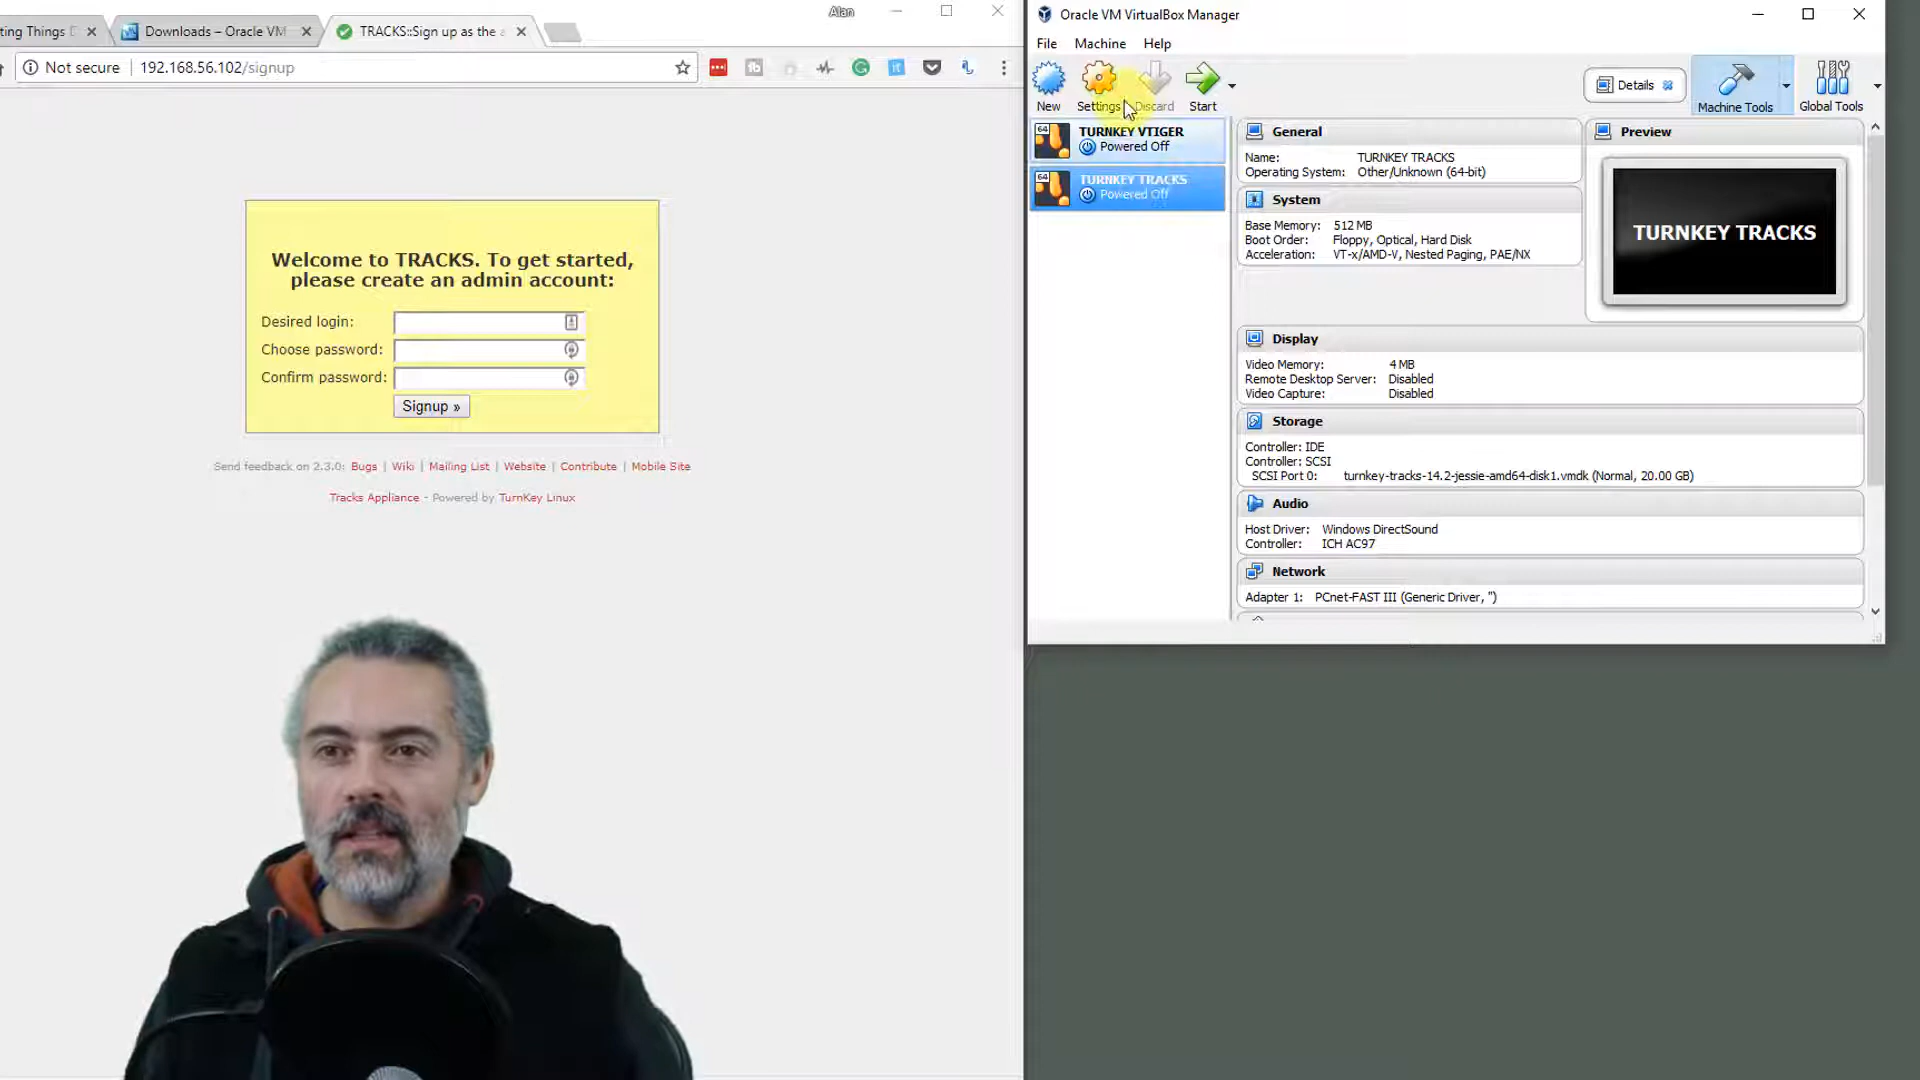 Alan
ting Things
Downloads – Oracle VM
TRACKS::Sign up as the a
Not secure
192.168.56.102/signup
Welcome to TRACKS. To get started,
please create an admin account:
Desired login:
Choose password:
Confirm password:
Signup »
Send feedback on 2.3.0: Bugs | Wiki | Mailing List | Website | Contribute | Mobile Site
Tracks Appliance - Powered by TurnKey Linux
Oracle VM VirtualBox Manager
File Machine Help
New
Settings
Discard
Start
Details
Machine Tools
Global Tools
64
TURNKEY VTIGER
Powered Off
64
TURNKEY TRACKS
Powered Off
General
Name: TURNKEY TRACKS
Operating System: Other/Unknown (64-bit)
System
Base Memory: 512 MB
Boot Order: Floppy, Optical, Hard Disk
Acceleration: VT-x/AMD-V, Nested Paging, PAE/NX
Preview
TURNKEY TRACKS
Display
Video Memory: 4 MB
Remote Desktop Server: Disabled
Video Capture: Disabled
Storage
Controller: IDE
Controller: SCSI
SCSI Port 0: turnkey-tracks-14.2-jessie-amd64-disk1.vmdk (Normal, 20.00 GB)
Audio
Host Driver: Windows DirectSound
Controller: ICH AC97
Network
Adapter 1: PCnet-FAST III (Generic Driver, '')